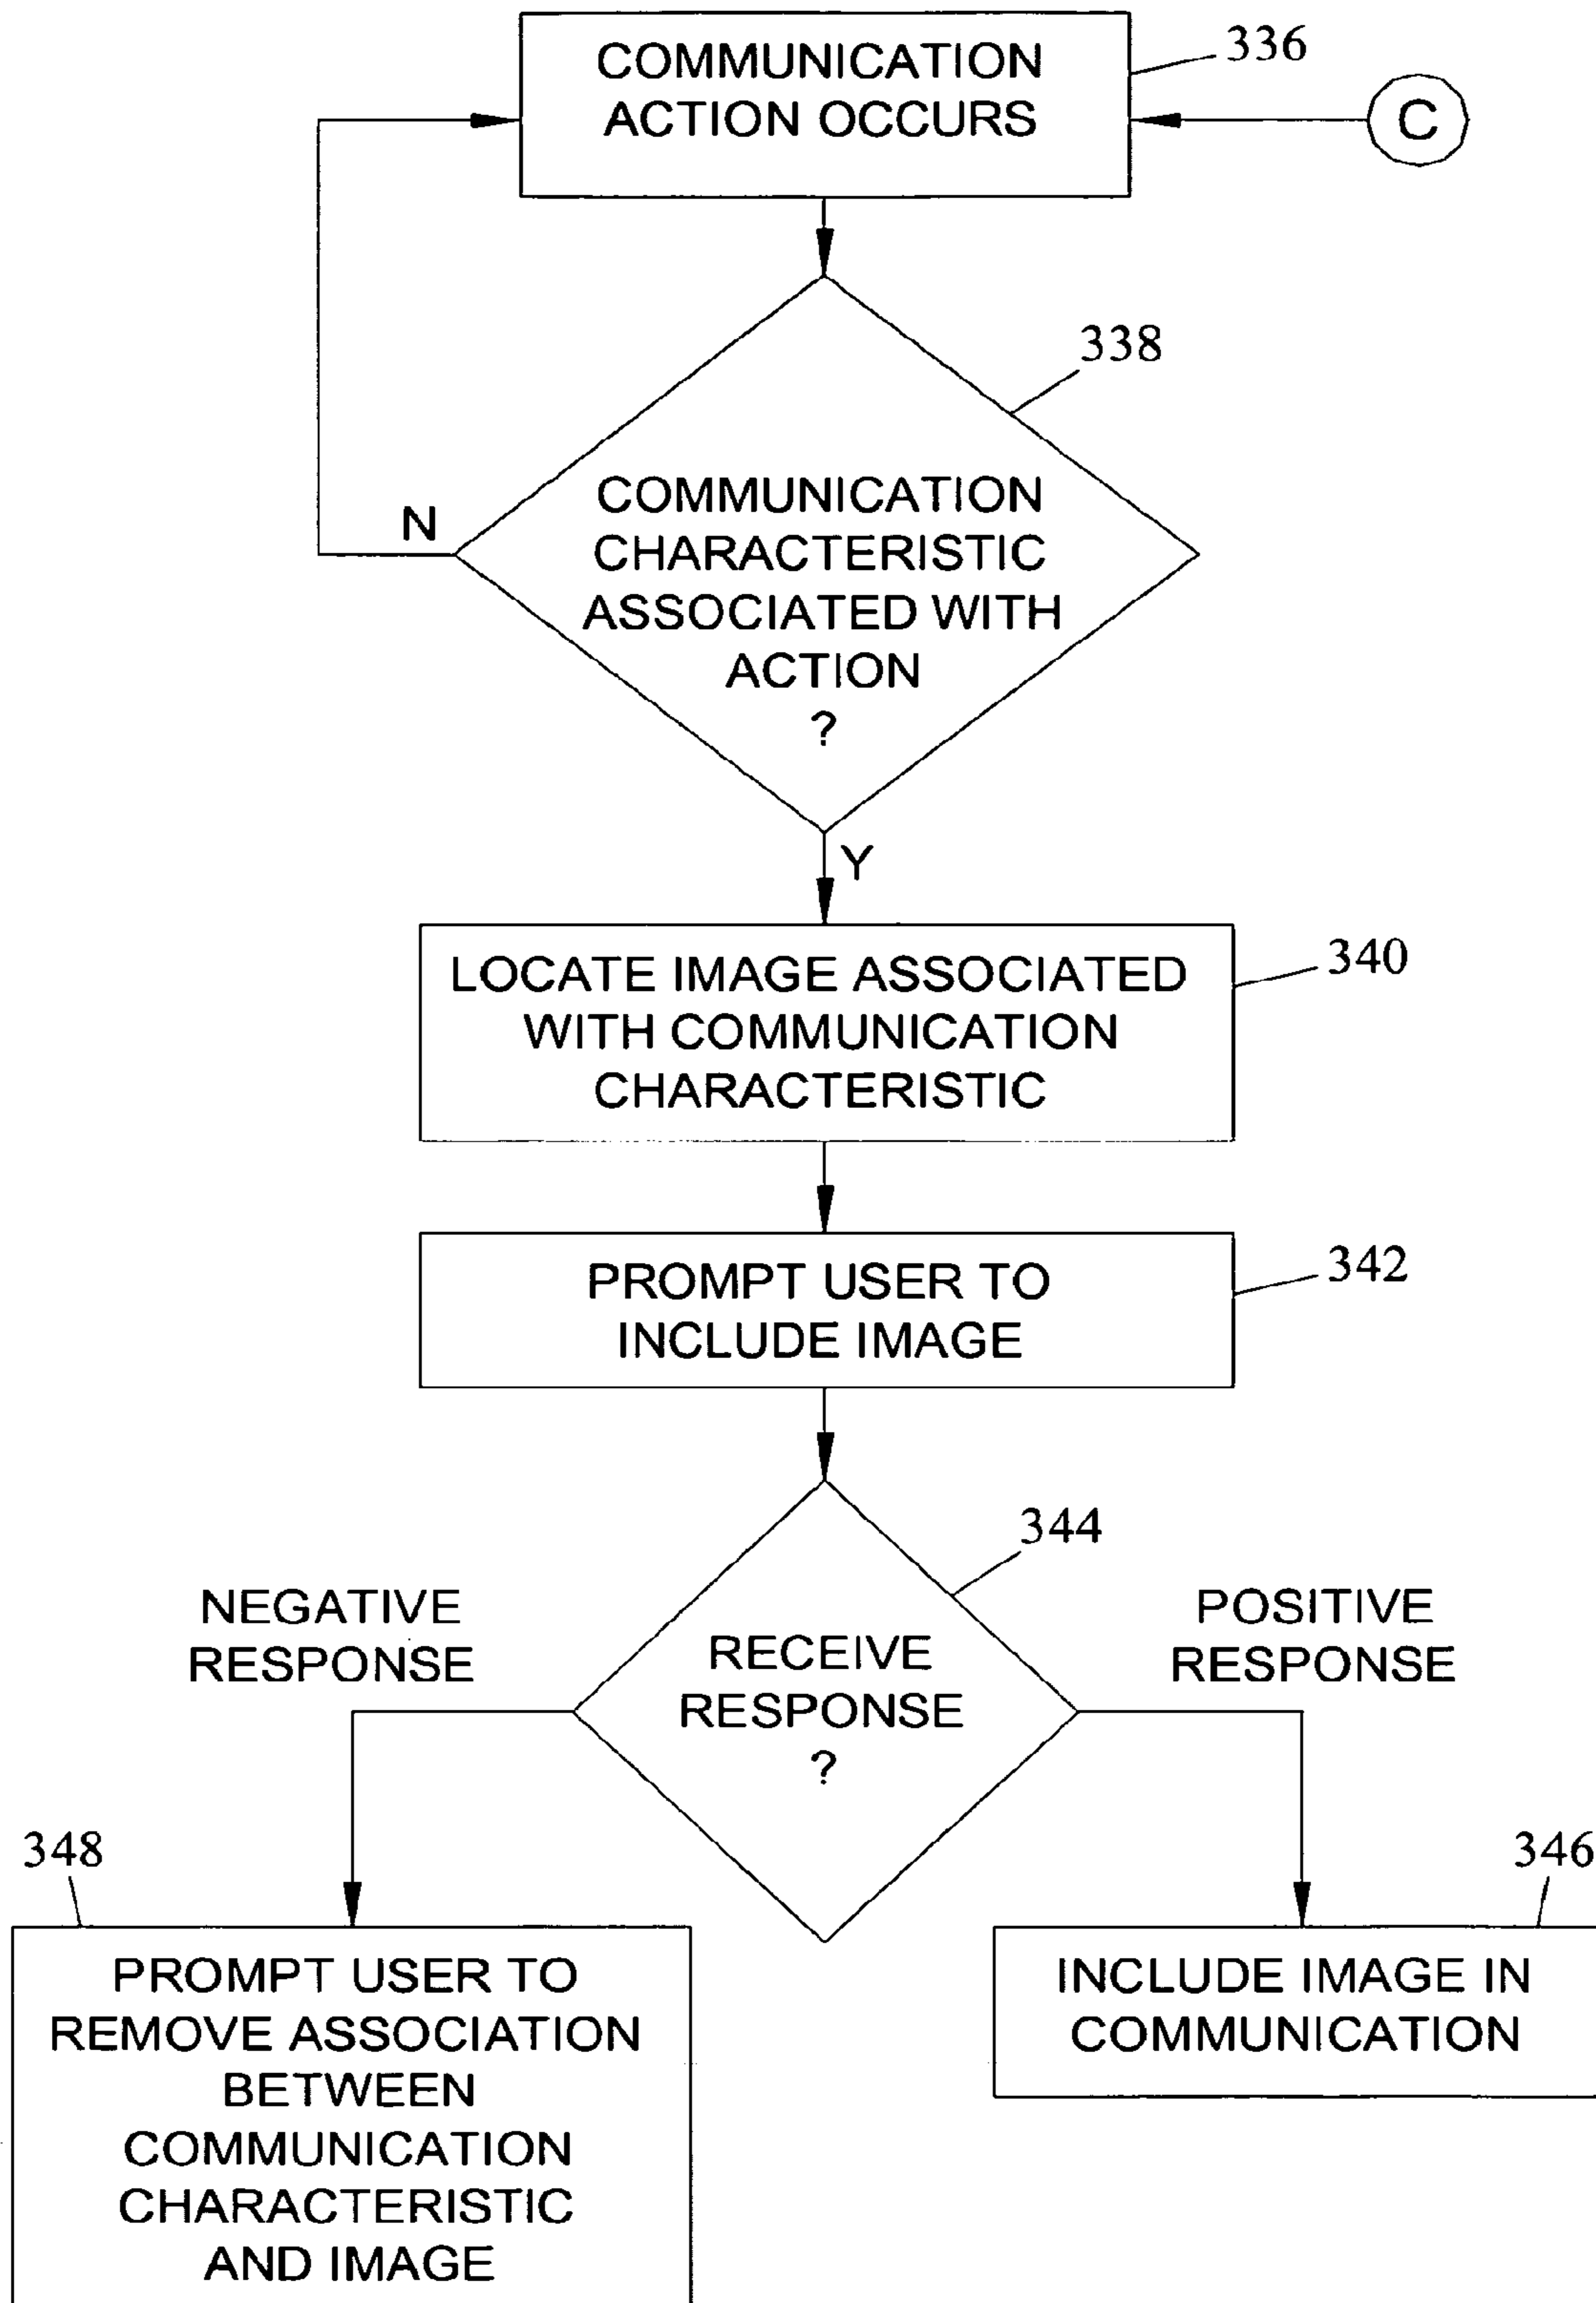 COMMUNICATION
ACTION OCCURS
336
C
338
COMMUNICATION
CHARACTERISTIC
ASSOCIATED WITH
ACTION
?
N
Y
LOCATE IMAGE ASSOCIATED
WITH COMMUNICATION
CHARACTERISTIC
340
PROMPT USER TO
INCLUDE IMAGE
342
344
NEGATIVE
RESPONSE
RECEIVE
RESPONSE
?
POSITIVE
RESPONSE
348
PROMPT USER TO
REMOVE ASSOCIATION
BETWEEN
COMMUNICATION
CHARACTERISTIC
AND IMAGE
346
INCLUDE IMAGE IN
COMMUNICATION